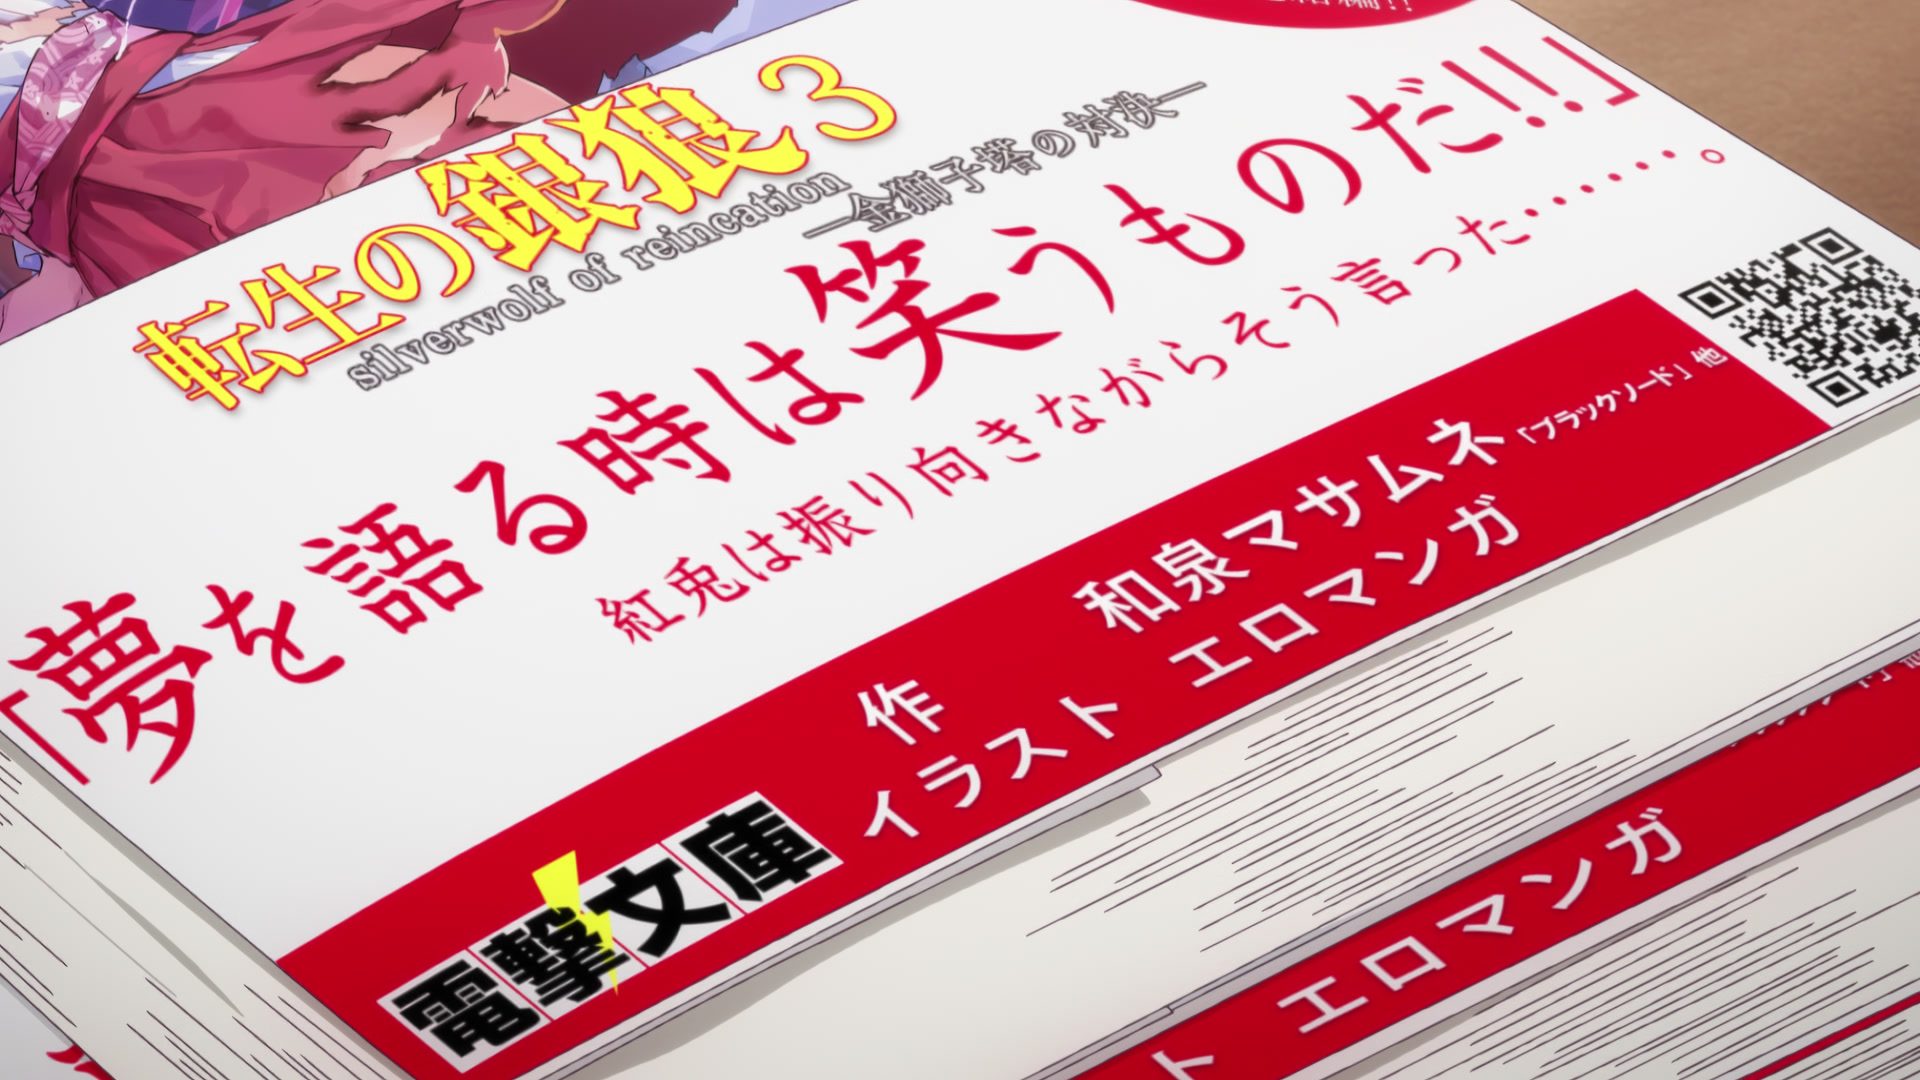 転生の銀狼3
silverwolf of reincation
―金獅子塔の対決―
「夢を語る時は笑うものだ!!!」
紅兎は振り向きながらそう言った……。
作 和泉マサムネ 「ブラックソード」他
イラスト エロマンガ
電撃文庫
エロマンガ